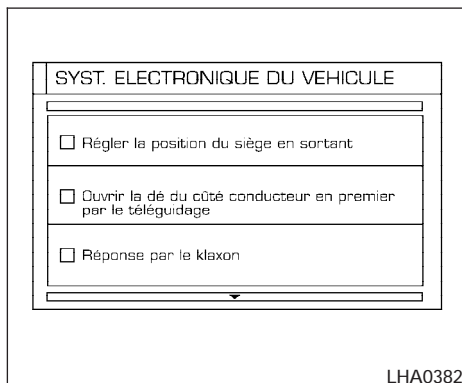 SYST. ELECTRONIQUE DU VEHICULE
Régler la position du siège en sortant
Ouvrir la dé du cûté conducteur en premier
par le téléguidage
Réponse par le klaxon
LHA0382